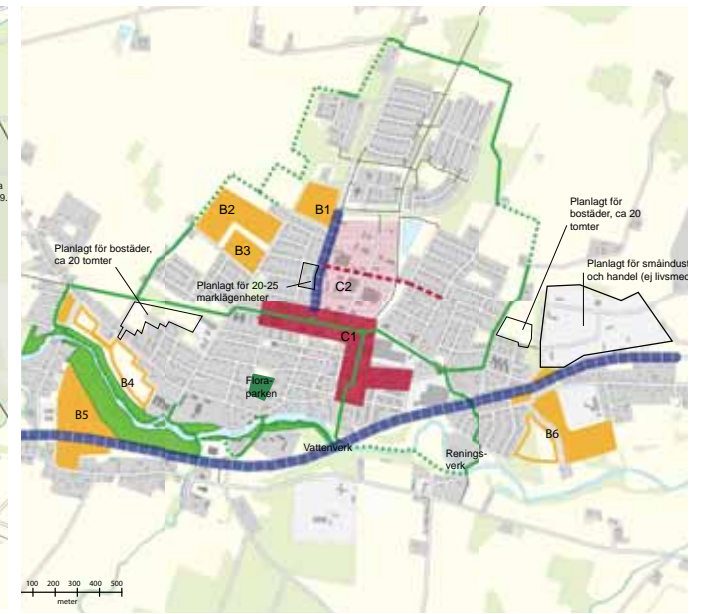 a
9.
B1
B2
B3
Planlagt för bostäder,
ca 20 tomter
Planlagt för 20-25
marklägenheter
C2
Planlagt för
bostäder, ca 20
tomter
Planlagt för småindust
och handel (ej livsmed
C1
B4
Flora-
parken
B5
B6
Vattenverk
Renings-
verk
100 200 300 400 500
meter